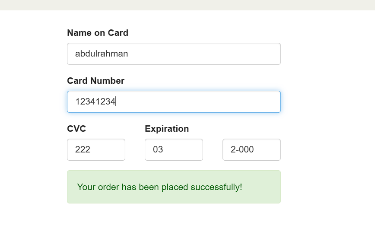 Name on Card
abdulrahman
Card Number
12341234
CVC Expiration
222 03 2-000
Your order has been placed successfully!